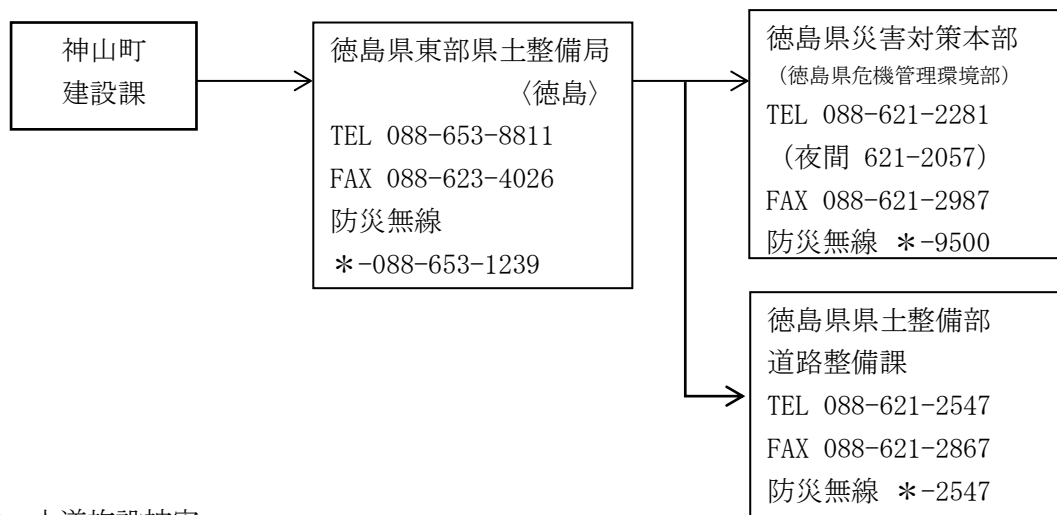 神山町
建設課
徳島県東部県土整備局
〈徳島〉
TEL 088-653-8811
FAX 088-623-4026
防災無線
＊-088-653-1239
徳島県災害対策本部
（徳島県危機管理環境部）
TEL 088-621-2281
（夜間 621-2057）
FAX 088-621-2987
防災無線 ＊-9500
徳島県県土整備部
道路整備課
TEL 088-621-2547
FAX 088-621-2867
防災無線 ＊-2547